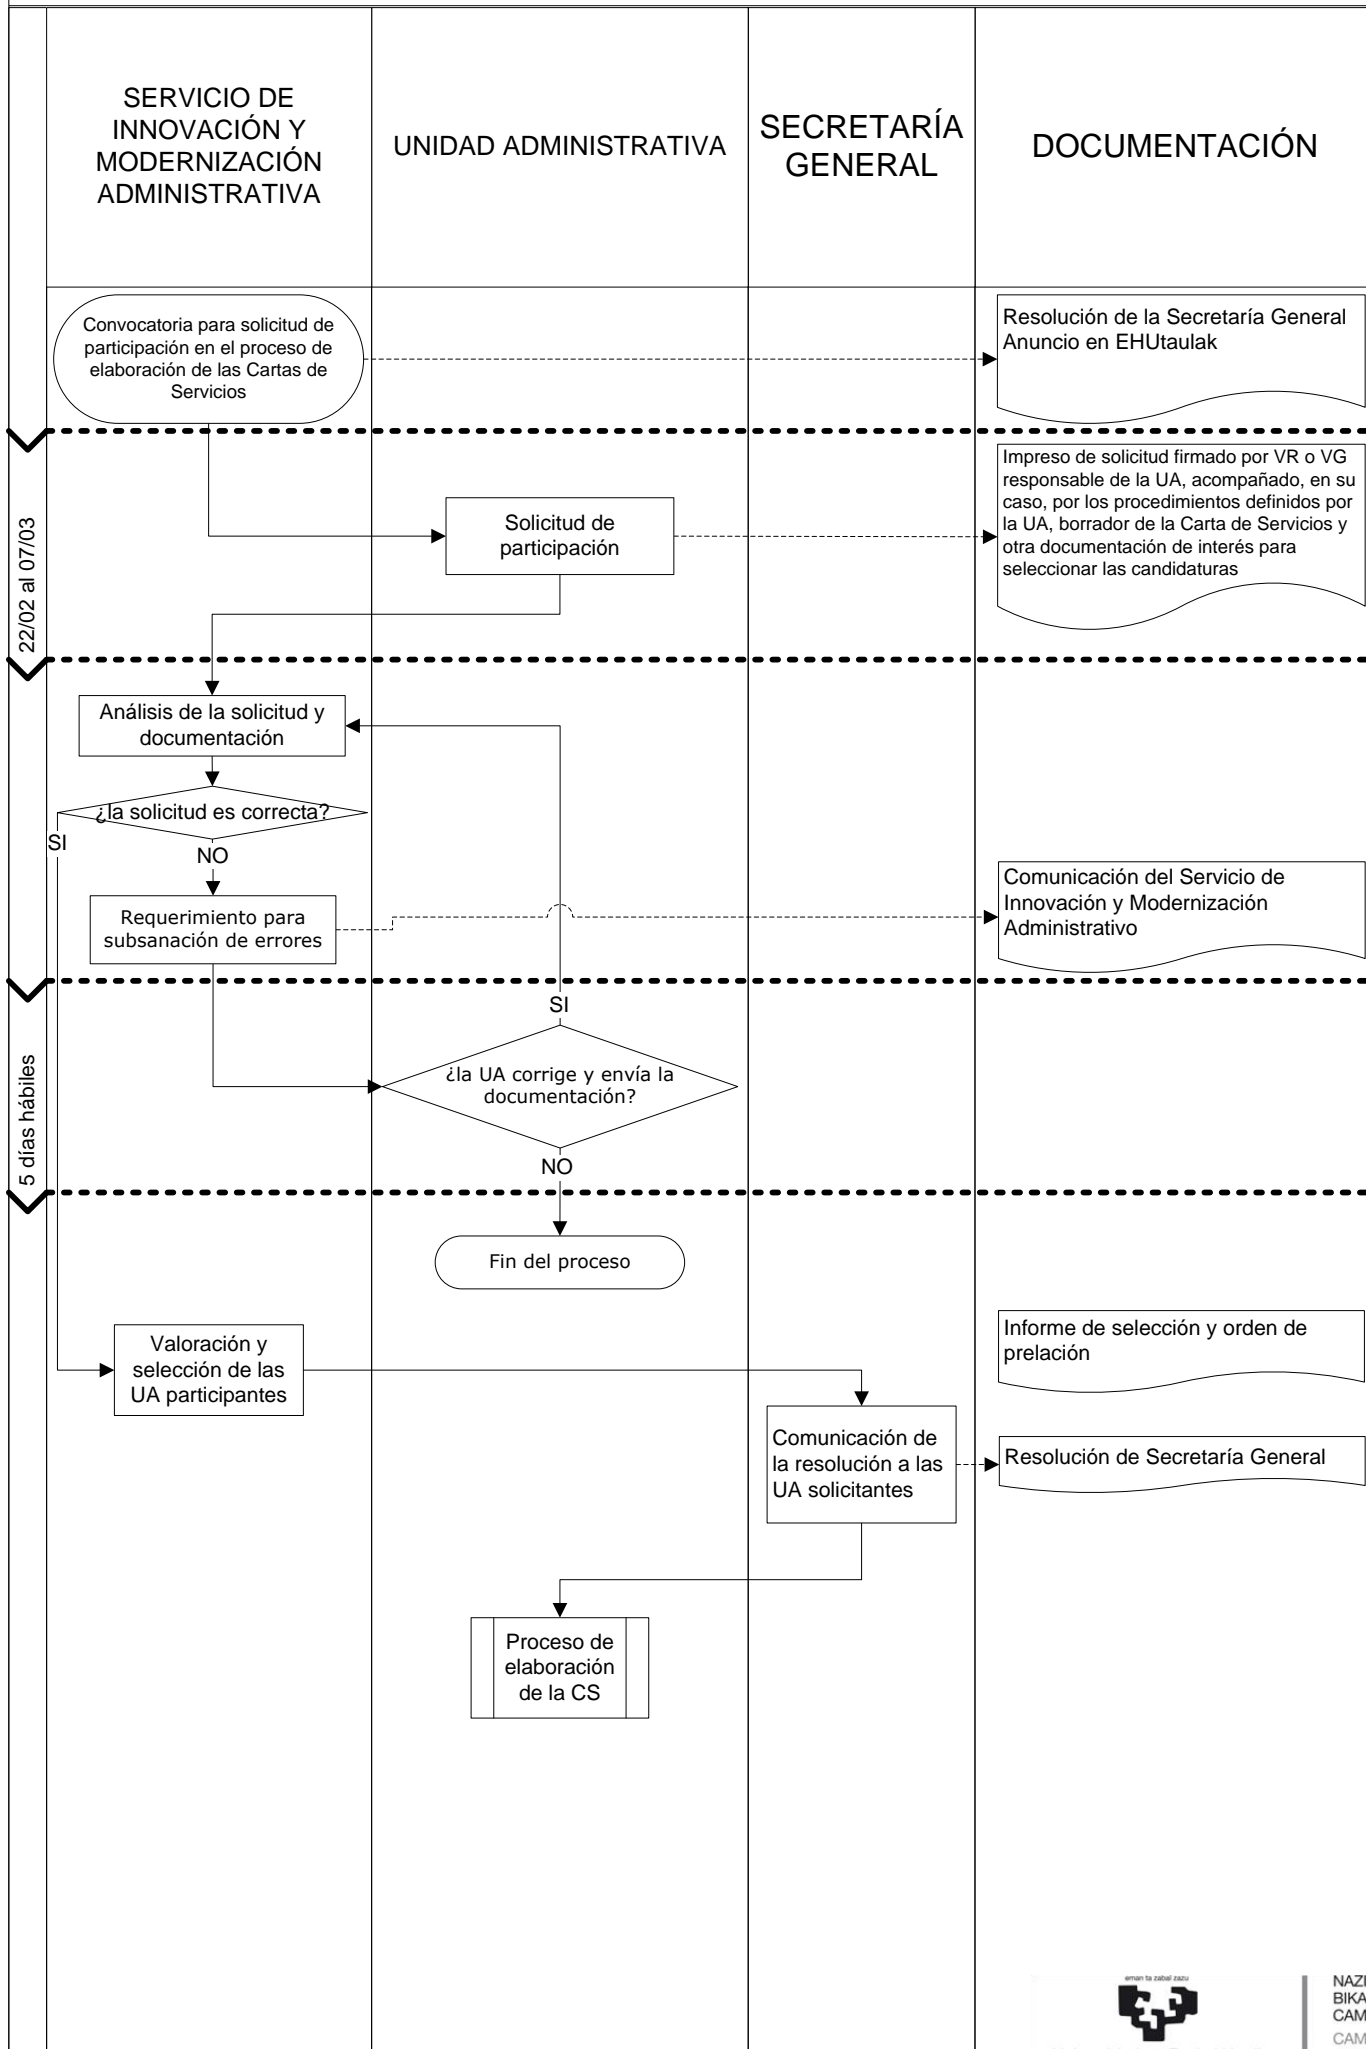 SERVICIO DE
INNOVACIÓN Y
MODERNIZACIÓN
ADMINISTRATIVA
UNIDAD ADMINISTRATIVA
SECRETARÍA
GENERAL
DOCUMENTACIÓN
Convocatoria para solicitud de
participación en el proceso de
elaboración de las Cartas de
Servicios
Resolución de la Secretaría General
Anuncio en EHUtaulak
22/02 al 07/03
Solicitud de
participación
Impreso de solicitud firmado por VR o VG
responsable de la UA, acompañado, en su
caso, por los procedimientos definidos por
la UA, borrador de la Carta de Servicios y
otra documentación de interés para
seleccionar las candidaturas
Análisis de la solicitud y
documentación
¿la solicitud es correcta?
SI
NO
Requerimiento para
subsanación de errores
Comunicación del Servicio de
Innovación y Modernización
Administrativo
5 días hábiles
SI
¿la UA corrige y envía la
documentación?
NO
Fin del proceso
Valoración y
selección de las
UA participantes
Informe de selección y orden de
prelación
Comunicación de
la resolución a las
UA solicitantes
Resolución de Secretaría General
Proceso de
elaboración
de la CS
eman ta zabal zazu
NAZI
BIKA
CAM
CAM